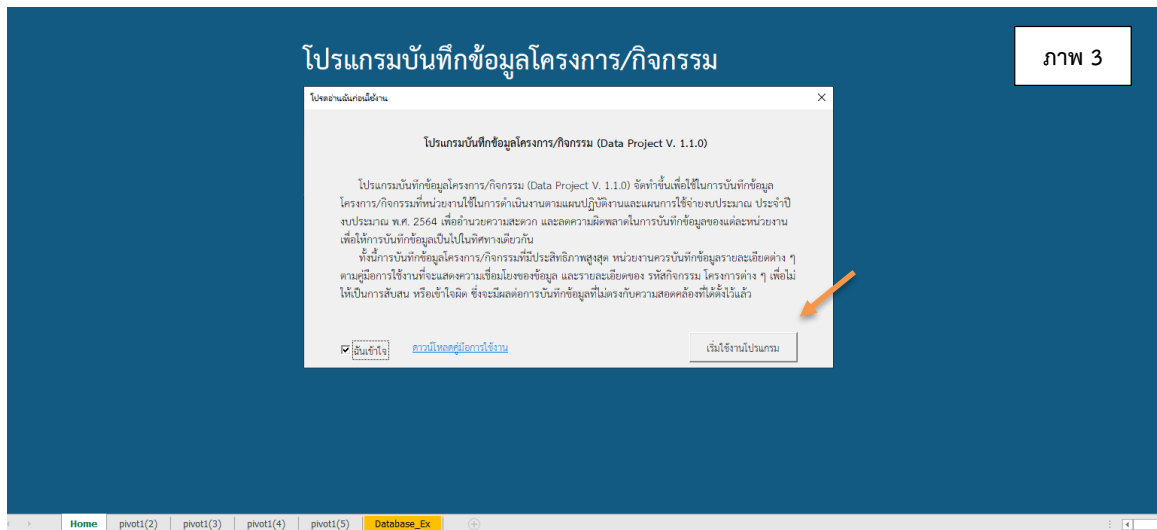 โปรแกรมบันทึกข้อมูลโครงการ/กิจกรรม
ภาพ 3
โปรดอ่านฉันก่อนใช้งาน
โปรแกรมบันทึกข้อมูลโครงการ/กิจกรรม (Data Project V. 1.1.0)
โปรแกรมบันทึกข้อมูลโครงการ/กิจกรรม (Data Project V. 1.1.0) จัดทำขึ้นเพื่อใช้ในการบันทึกข้อมูล
โครงการ/กิจกรรมที่หน่วยงานใช้ในการดำเนินงานตามแผนปฏิบัติงานและแผนการใช้จ่ายงบประมาณ ประจำปี
งบประมาณ พ.ศ. 2564 เพื่ออำนวยความสะดวก และลดความผิดพลาดในการบันทึกข้อมูลของแต่ละหน่วยงาน
เพื่อให้การบันทึกข้อมูลเป็นไปในทิศทางเดียวกัน
ทั้งนี้การบันทึกข้อมูลโครงการ/กิจกรรมที่มีประสิทธิภาพสูงสุด หน่วยงานควรบันทึกข้อมูลรายละเอียดต่าง ๆ
ตามคู่มือการใช้งานที่จะแสดงความเชื่อมโยงของข้อมูล และรายละเอียดของ รหัสกิจกรรม โครงการต่าง ๆ เพื่อไม่
ให้เป็นการสับสน หรือเข้าใจผิด ซึ่งจะมีผลต่อการบันทึกข้อมูลที่ไม่ตรงกับความสอดคล้องที่ได้ตั้งไว้แล้ว
ฉันเข้าใจ ดาวน์โหลดคู่มือการใช้งาน เริ่มใช้งานโปรแกรม
Home pivot1(2) pivot1(3) pivot1(4) pivot1(5) Database_Ex